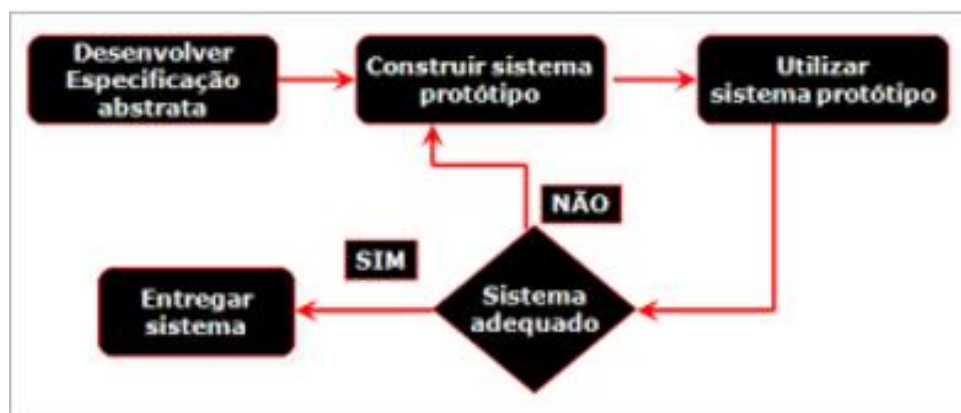 Desenvolver
Especificação
abstrata
Construir sistema
protótipo
Utilizar
sistema protótipo
NÃO
SIM
Sistema
adequado
Entregar
sistema